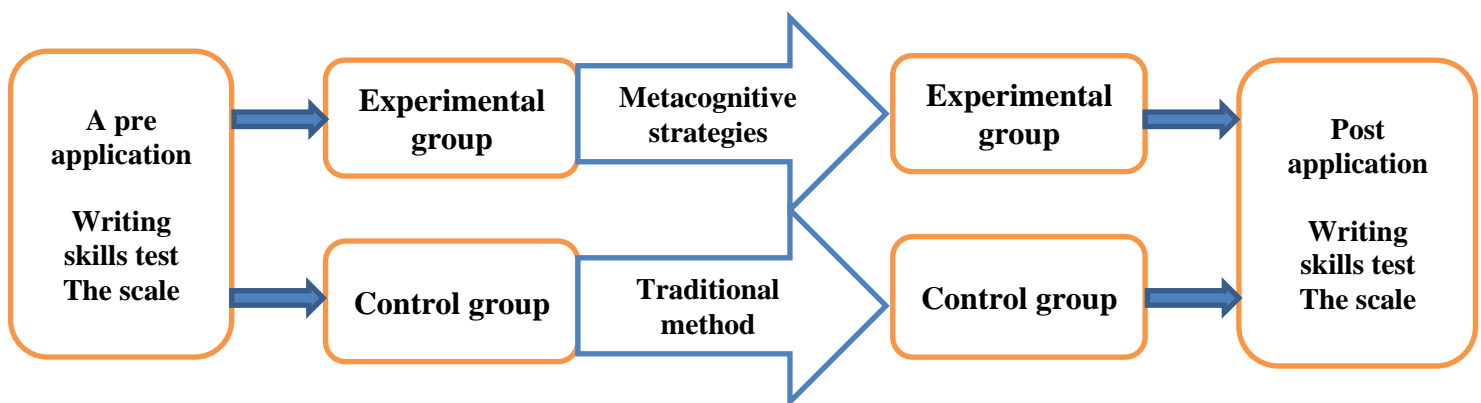 A pre
application
Writing
skills test
The scale
Experimental
group
Metacognitive
strategies
Experimental
group
Control group
Traditional
method
Control group
Post
application
Writing
skills test
The scale